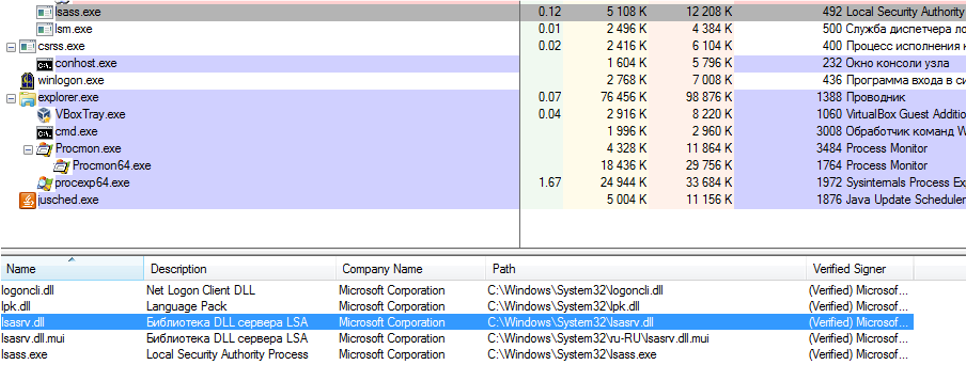 lsass.exe 0.12 5 108 K 12 208 K 492 Local Security Authority
lsm.exe 0.01 2 496 K 4 384 K 500 Служба диспетчера ло
csrss.exe 0.02 2 416 K 6 104 K 400 Процесс исполнения
conhost.exe 1 604 K 5 796 K 232 Окно консоли узла
winlogon.exe 2 768 K 7 008 K 436 Программа входа в си
explorer.exe 0.07 76 456 K 98 876 K 1388 Проводник
VBoxTray.exe 0.04 2 916 K 8 220 K 1060 VirtualBox Guest Additio
cmd.exe 1 996 K 2 960 K 3008 Обработчик команд W
Procmon.exe 4 328 K 11 864 K 3484 Process Monitor
Procmon64.exe 18 436 K 29 756 K 1764 Process Monitor
procexp64.exe 1.67 24 944 K 33 684 K 1972 Sysinternals Process Ex
jusched.exe 5 004 K 11 156 K 1876 Java Update Scheduler
Name Description Company Name Path Verified Signer
logoncli.dll Net Logon Client DLL Microsoft Corporation C:\Windows\System32\logoncli.dll (Verified) Microsof...
lpk.dll Language Pack Microsoft Corporation C:\Windows\System32\lpk.dll (Verified) Microsof...
lsasrv.dll Библиотека DLL сервера LSA Microsoft Corporation C:\Windows\System32\lsasrv.dll (Verified) Microsof...
lsasrv.dll.mui Библиотека DLL сервера LSA Microsoft Corporation C:\Windows\System32\ru-RU\lsasrv.dll.mui (Verified) Microsof...
lsass.exe Local Security Authority Process Microsoft Corporation C:\Windows\System32\lsass.exe (Verified) Microsof...